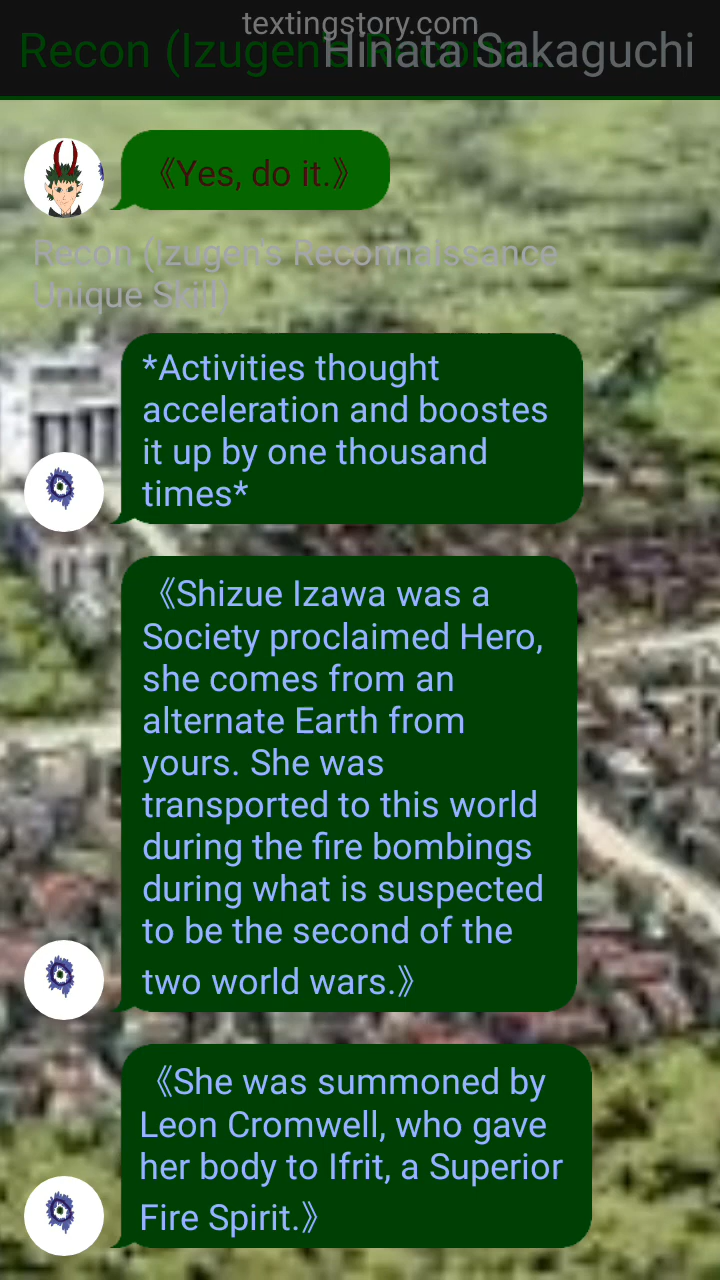 textingstory.com
Recon (Izugen's Reconn...
Hinata Sakaguchi
《Yes, do it.》
Recon (Izugen's Reconnaissance
Unique Skill)
*Activities thought
acceleration and boostes
it up by one thousand
times*
《Shizue Izawa was a
Society proclaimed Hero,
she comes from an
alternate Earth from
yours. She was
transported to this world
during the fire bombings
during what is suspected
to be the second of the
two world wars.》
《She was summoned by
Leon Cromwell, who gave
her body to Ifrit, a Superior
Fire Spirit.》